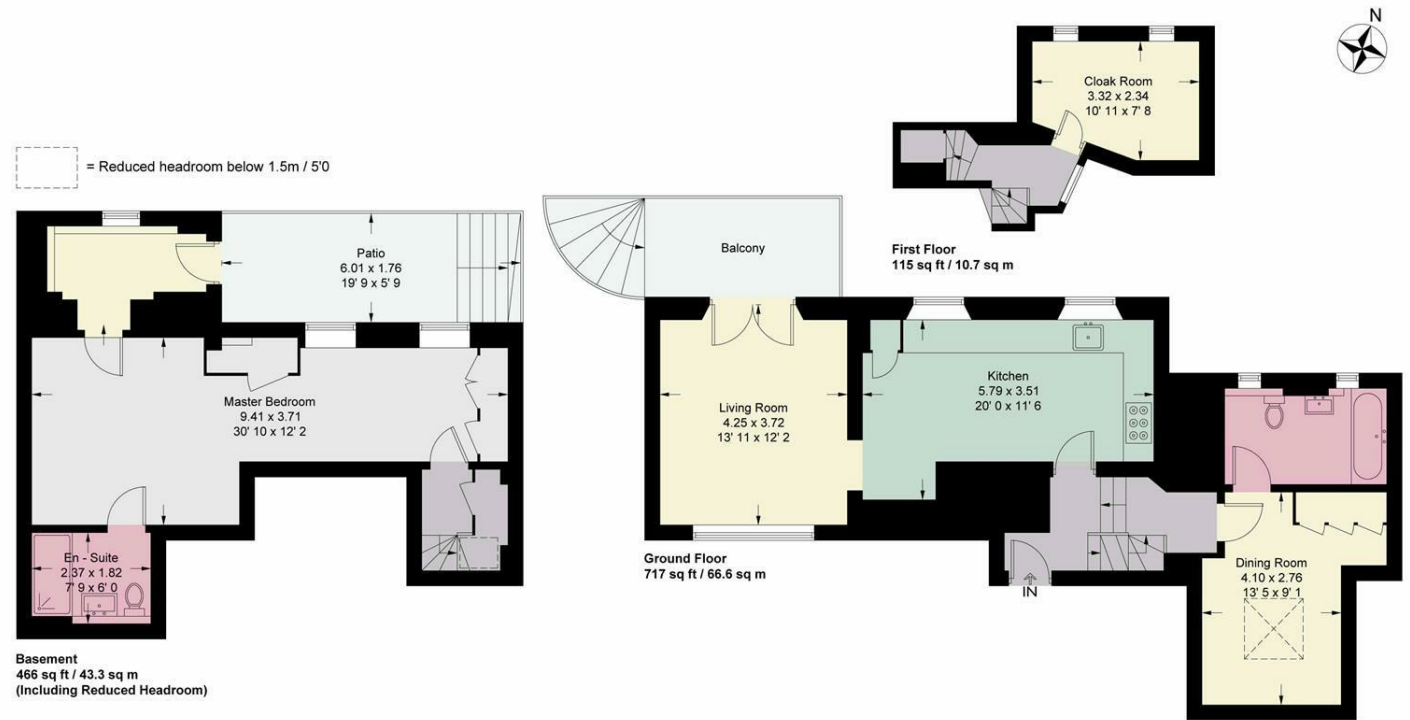 N
Cloak Room
3.32 x 2.34
10' 11 x 7' 8
= Reduced headroom below 1.5m / 5'0
First Floor
115 sq ft / 10.7 sq m
Patio
6.01 x 1.76
19' 9 x 5' 9
Balcony
Master Bedroom
9.41 x 3.71
30' 10 x 12' 2
Living Room
4.25 x 3.72
13' 11 x 12' 2
Kitchen
5.79 x 3.51
20' 0 x 11' 6
En - Suite
2.37 x 1.82
7' 9 x 6' 0
Ground Floor
717 sq ft / 66.6 sq m
IN
Dining Room
4.10 x 2.76
13' 5 x 9' 1
Basement
466 sq ft / 43.3 sq m
(Including Reduced Headroom)